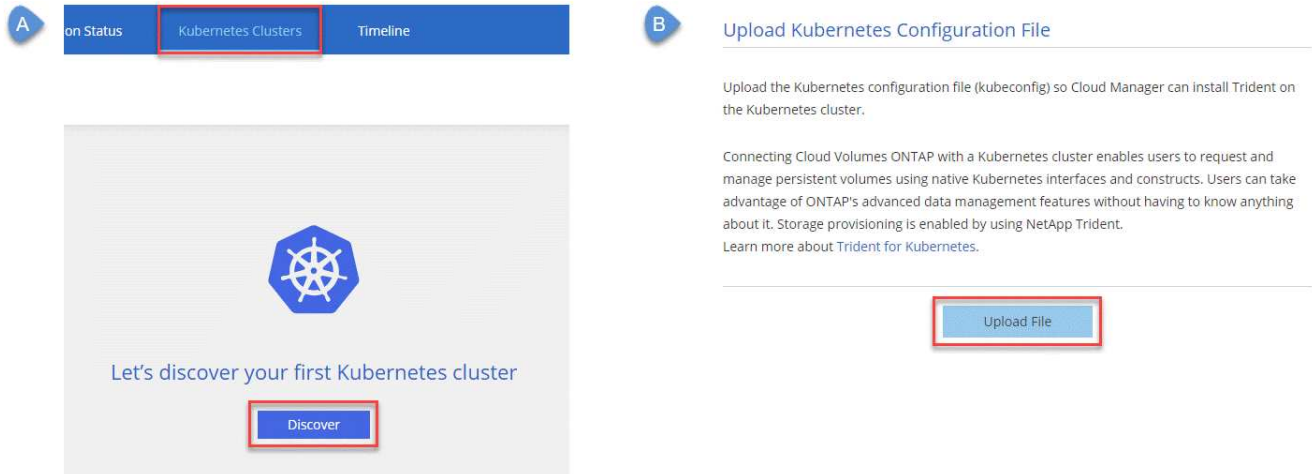 A
on Status
Kubernetes Clusters
Timeline
Let's discover your first Kubernetes cluster
Discover
B
Upload Kubernetes Configuration File
Upload the Kubernetes configuration file (kubeconfig) so Cloud Manager can install Trident on
the Kubernetes cluster.
Connecting Cloud Volumes ONTAP with a Kubernetes cluster enables users to request and
manage persistent volumes using native Kubernetes interfaces and constructs. Users can take
advantage of ONTAP's advanced data management features without having to know anything
about it. Storage provisioning is enabled by using NetApp Trident.
Learn more about Trident for Kubernetes.
Upload File